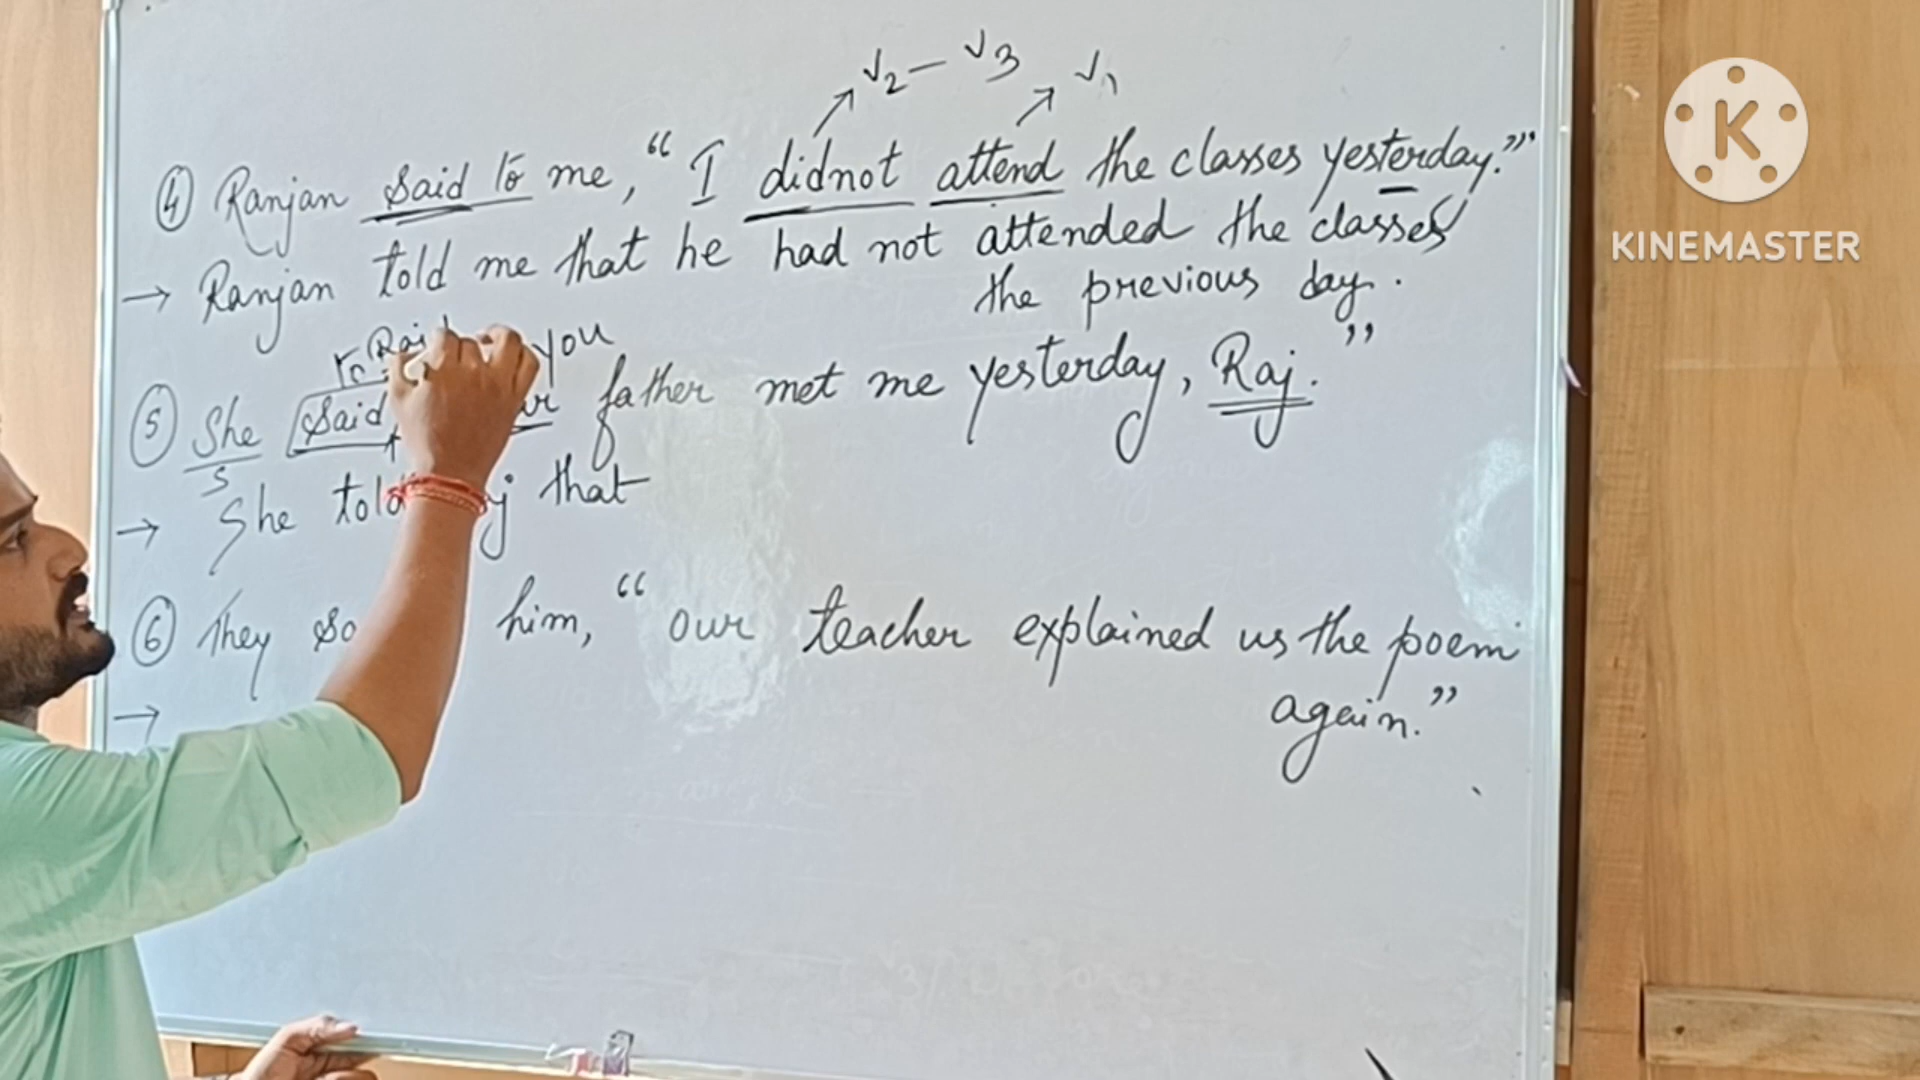 V2 – V3 V1
④ Ranjan said to me, “I didnot attend the classes yesterday.”
→ Ranjan told me that he had not attended the classes
the previous day.
to Raj you
⑤ She said father met me yesterday, Raj.”
S
→ She told that
⑥ They him, “our teacher explained us the poem
again.”
→
K
KINEMASTER